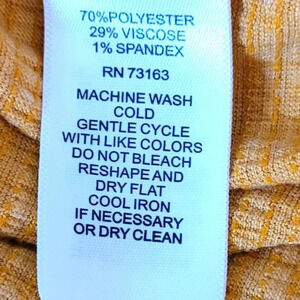 70%POLYESTER
29% VISCOSE
1% SPANDEX
RN 73163
MACHINE WASH
COLD
GENTLE CYCLE
WITH LIKE COLORS
DO NOT BLEACH
RESHAPE AND
DRY FLAT
COOL IRON
IF NECESSARY
OR DRY CLEAN